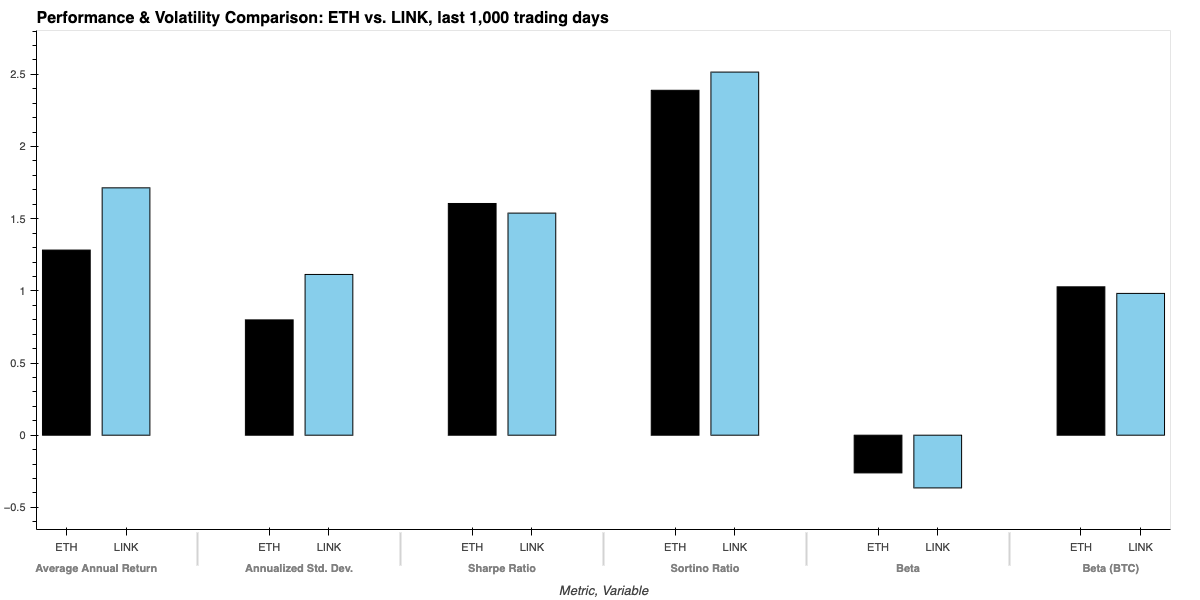 Performance & Volatility Comparison: ETH vs. LINK, last 1,000 trading days
2.5
2
1.5
1
0.5
0
−0.5
ETH LINK ETH LINK ETH LINK ETH LINK ETH LINK ETH LINK
Average Annual Return Annualized Std. Dev. Sharpe Ratio Sortino Ratio Beta Beta (BTC)
Metric, Variable